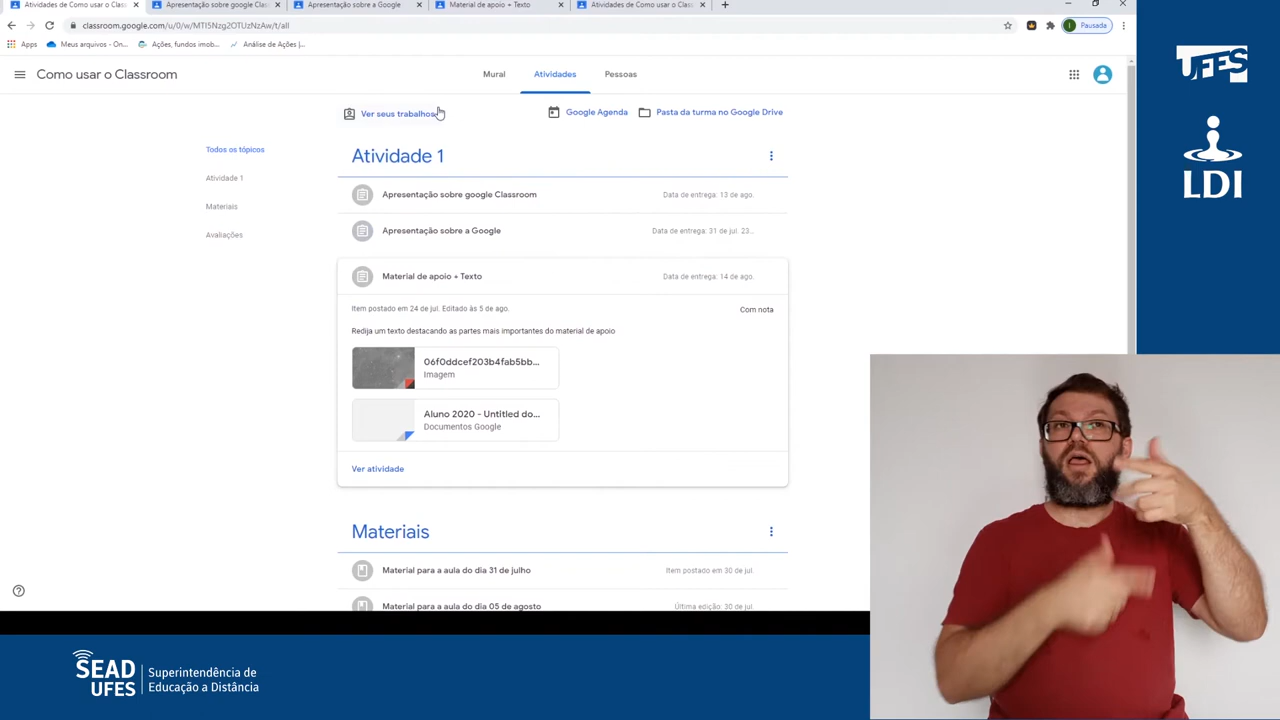 Atividades de Como usar o Clas
Apresentação sobre google Clas
Apresentação sobre a Google
Material de apoio + Texto
Atividades de Como usar o Clas
classroom.google.com/u/0/w/MTI5Nzg2OTUzNzAw/t/all
Pausada
Apps
Meus arquivos - On...
Ações, fundos imob...
Análise de Ações |...
Como usar o Classroom
Mural
Atividades
Pessoas
Ver seus trabalhos
Google Agenda
Pasta da turma no Google Drive
Todos os tópicos
Atividade 1
Materiais
Avaliações
Atividade 1
Apresentação sobre google Classroom
Data de entrega: 13 de ago.
Apresentação sobre a Google
Data de entrega: 31 de jul. 23...
Material de apoio + Texto
Data de entrega: 14 de ago.
Item postado em 24 de jul. Editado às 5 de ago.
Com nota
Redija um texto destacando as partes mais importantes do material de apoio
06f0ddcef203b4fab5bb...
Imagem
Aluno 2020 - Untitled do...
Documentos Google
Ver atividade
Materiais
Material para a aula do dia 31 de julho
Item postado em 30 de jul.
Material para a aula do dia 05 de agosto
Última edição: 30 de jul.
UFES
LDI
SEAD
UFES
Superintendência de
Educação a Distância